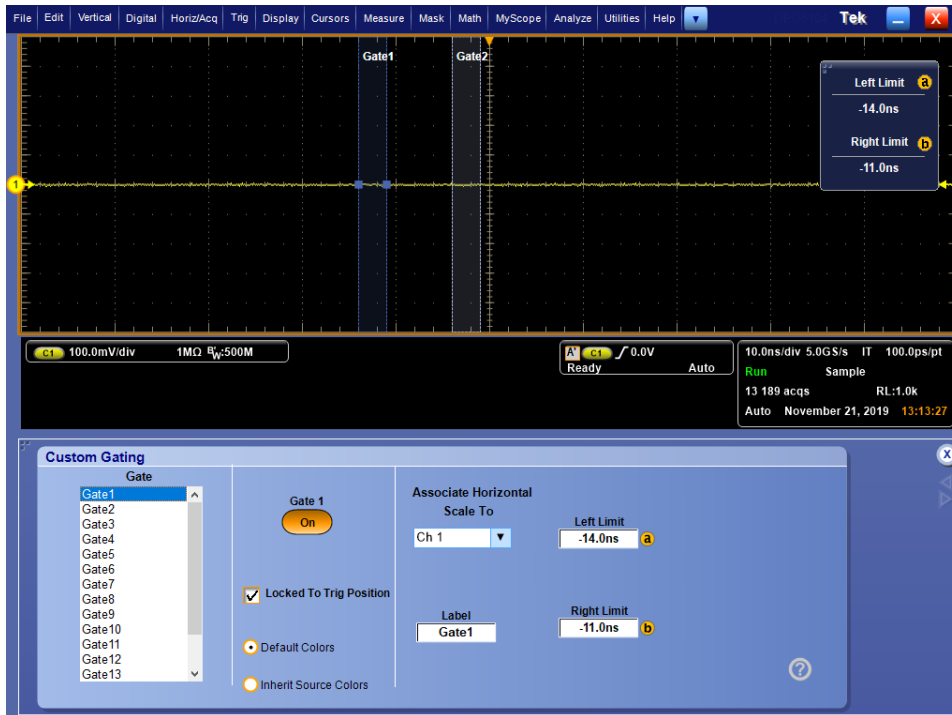 File Edit Vertical Digital Horiz/Acq Trig Display Cursors Measure Mask Math MyScope Analyze Utilities Help Tek X
Gate1 Gate2
Left Limit a
-14.0ns
Right Limit b
-11.0ns
1
C1 100.0mV/div 1MΩ BW:500M
A' C1 0.0V
Ready Auto
10.0ns/div 5.0GS/s IT 100.0ps/pt
Run Sample
13 189 acqs RL:1.0k
Auto November 21, 2019 13:13:27
Custom Gating
X
Gate
Gate1
Gate2
Gate3
Gate4
Gate5
Gate6
Gate7
Gate8
Gate9
Gate10
Gate11
Gate12
Gate13
Gate 1
On
Locked To Trig Position
Default Colors
Inherit Source Colors
Associate Horizontal
Scale To
Ch 1
Label
Gate1
Left Limit
-14.0ns a
Right Limit
-11.0ns b
?